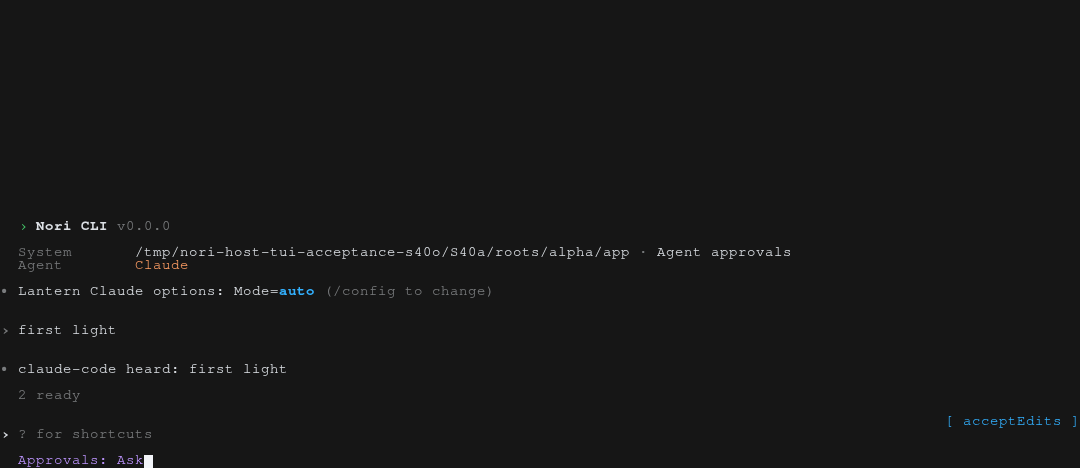 › Nori CLI v0.0.0
System /tmp/nori-host-tui-acceptance-s40o/S40a/roots/alpha/app · Agent approvals
Agent Claude
• Lantern Claude options: Mode=auto (/config to change)
› first light
• claude-code heard: first light
2 ready
[ acceptEdits ]
› ? for shortcuts
Approvals: Ask